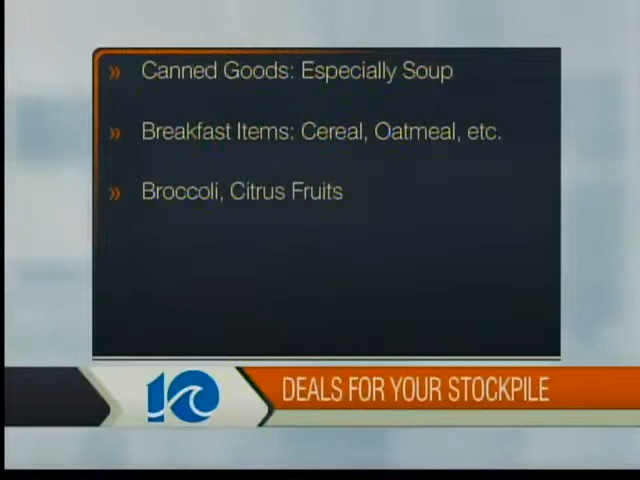 » Canned Goods: Especially Soup
» Breakfast Items: Cereal, Oatmeal, etc.
» Broccoli, Citrus Fruits
10 DEALS FOR YOUR STOCKPILE